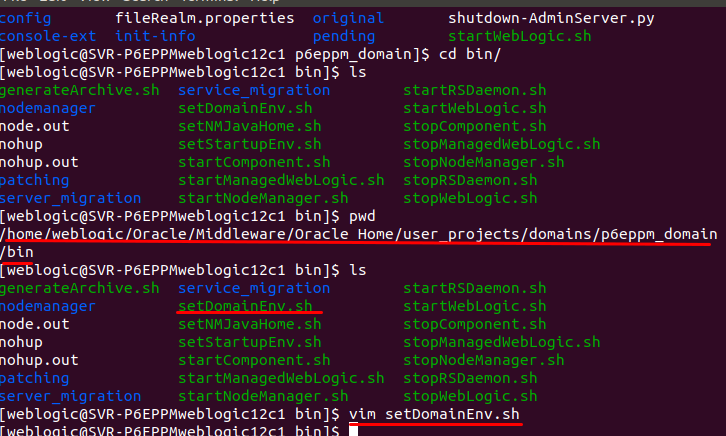 config fileRealm.properties original shutdown-AdminServer.py
console-ext init-info pending startWebLogic.sh
[weblogic@SVR-P6EPPMweblogic12c1 p6eppm_domain]$ cd bin/
[weblogic@SVR-P6EPPMweblogic12c1 bin]$ ls
generateArchive.sh service_migration startRSDaemon.sh
nodemanager setDomainEnv.sh startWebLogic.sh
node.out setNMJavaHome.sh stopComponent.sh
nohup setStartupEnv.sh stopManagedWebLogic.sh
nohup.out startComponent.sh stopNodeManager.sh
patching startManagedWebLogic.sh stopRSDaemon.sh
server_migration startNodeManager.sh stopWebLogic.sh
[weblogic@SVR-P6EPPMweblogic12c1 bin]$ pwd
/home/weblogic/Oracle/Middleware/Oracle Home/user_projects/domains/p6eppm_domain
/bin
[weblogic@SVR-P6EPPMweblogic12c1 bin]$ ls
generateArchive.sh service_migration startRSDaemon.sh
nodemanager setDomainEnv.sh startWebLogic.sh
node.out setNMJavaHome.sh stopComponent.sh
nohup setStartupEnv.sh stopManagedWebLogic.sh
nohup.out startComponent.sh stopNodeManager.sh
patching startManagedWebLogic.sh stopRSDaemon.sh
server_migration startNodeManager.sh stopWebLogic.sh
[weblogic@SVR-P6EPPMweblogic12c1 bin]$ vim setDomainEnv.sh
[weblogic@SVR-P6EPPMweblogic12c1 bin]$